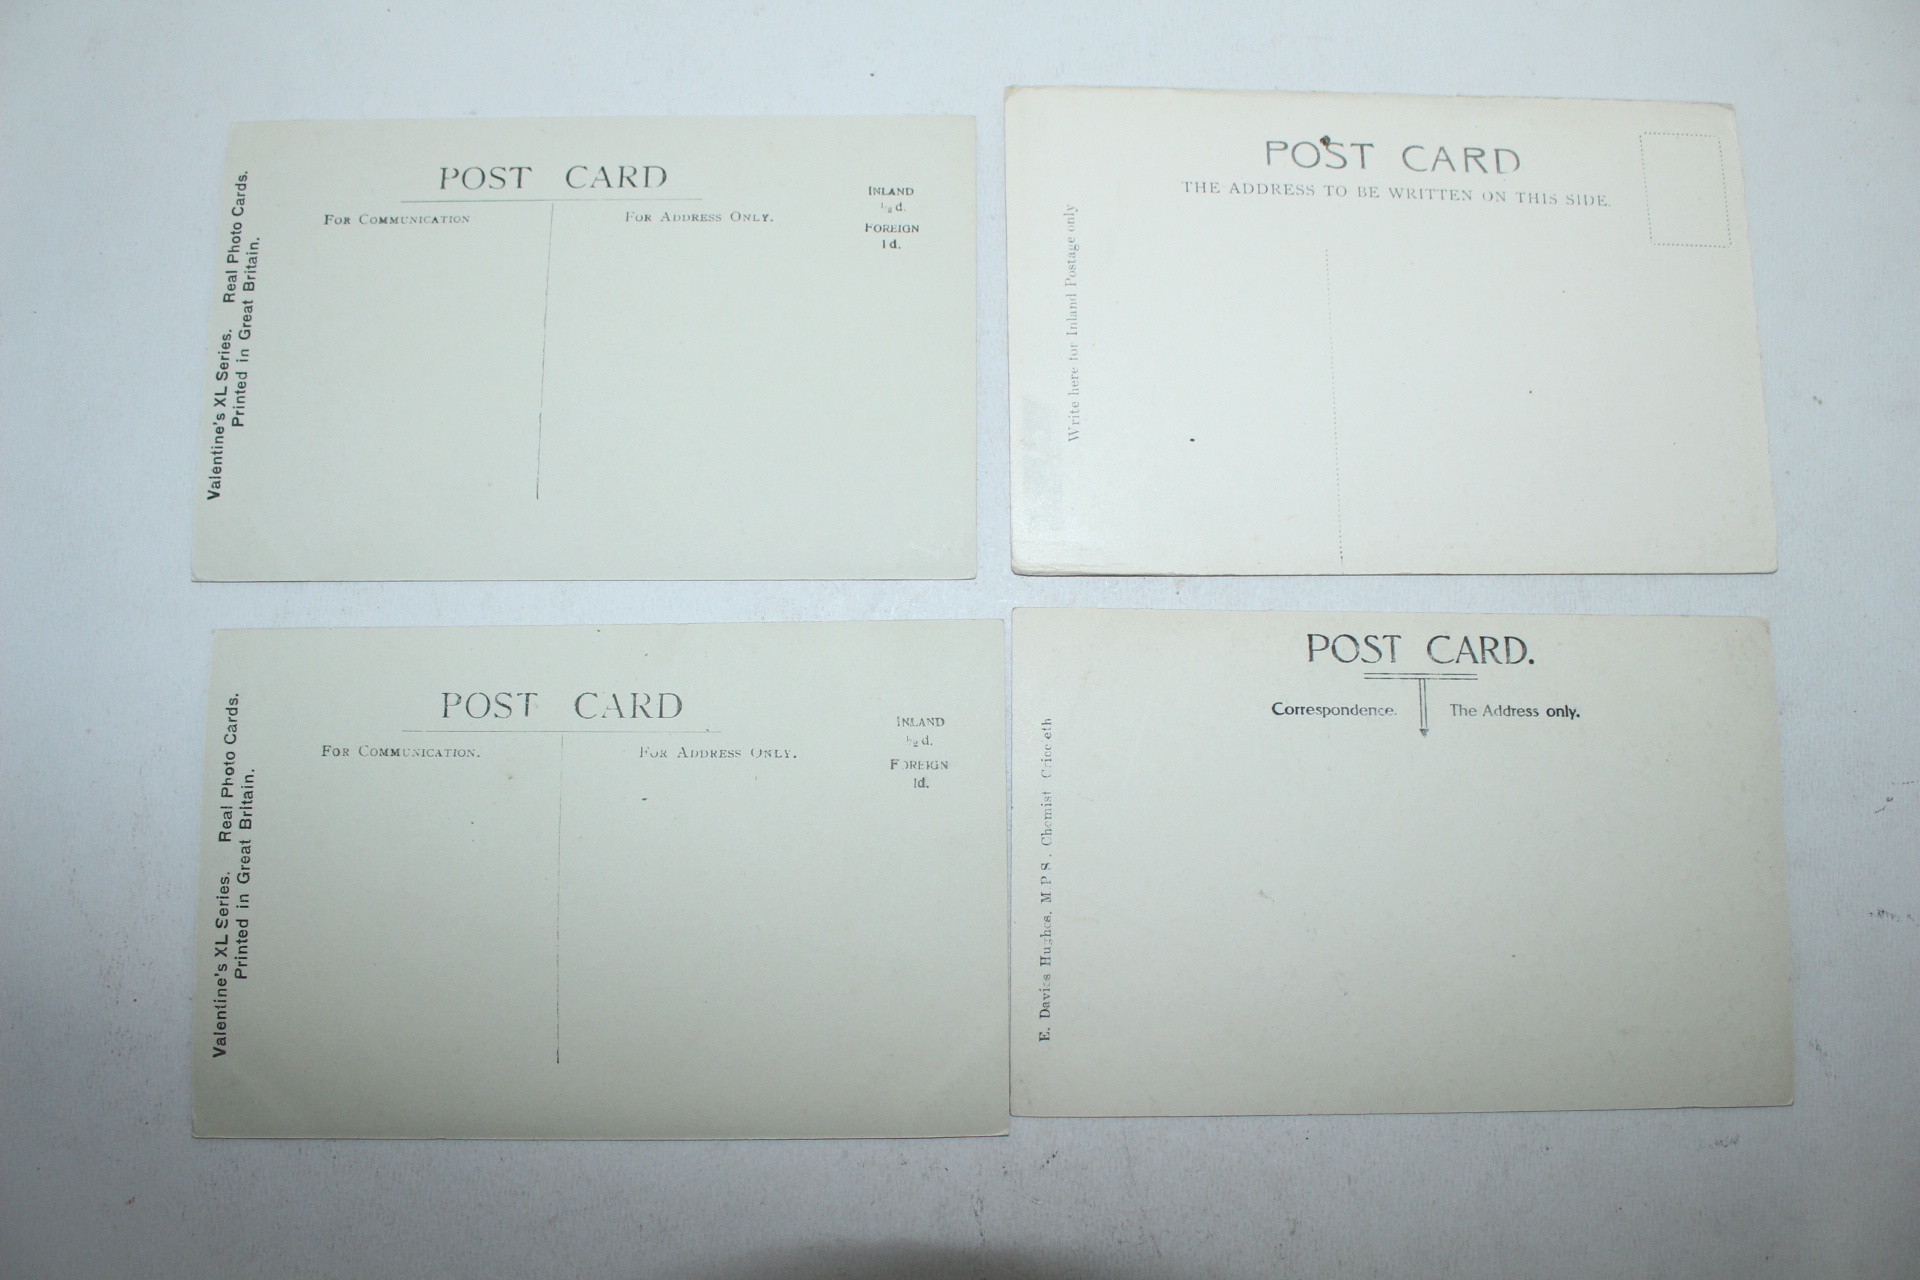 POST CARD
FOR COMMUNICATION
FOR ADDRESS ONLY.
INLAND
½d.
FOREIGN
1d.
Valentine's XL Series. Real Photo Cards.
Printed in Great Britain.
POST CARD
THE ADDRESS TO BE WRITTEN ON THIS SIDE.
Write here for Inland Postage only
POST CARD
FOR COMMUNICATION.
FOR ADDRESS ONLY.
INLAND
½d.
FOREIGN
1d.
Valentine's XL Series. Real Photo Cards.
Printed in Great Britain.
POST CARD.
Correspondence.
The Address only.
E. Davies Hughes, M.P.S., Chemist Criccieth